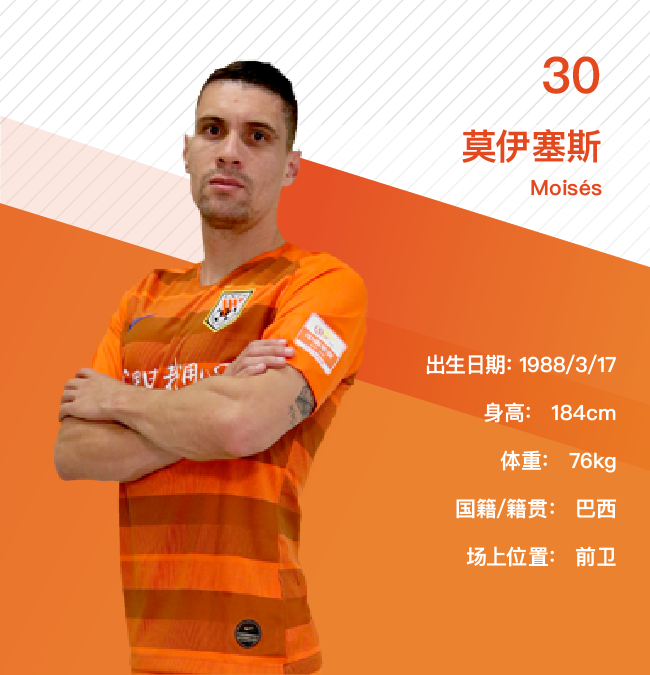 30
莫伊塞斯
Moisés
出生日期: 1988/3/17
身高: 184cm
体重: 76kg
国籍/籍贯: 巴西
场上位置: 前卫